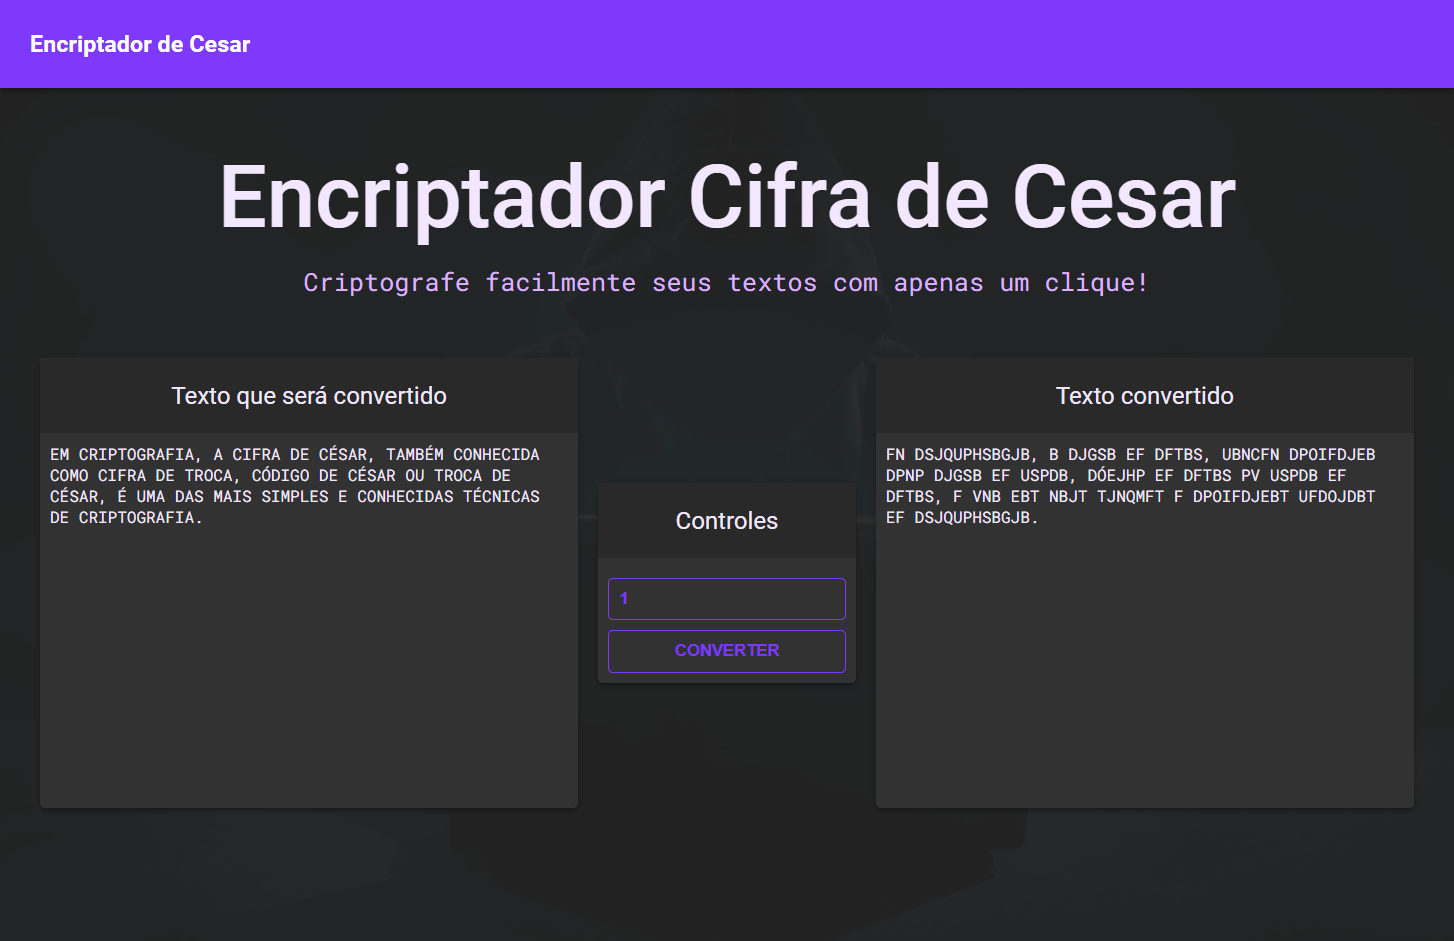 Encriptador de Cesar
Encriptador Cifra de Cesar
Criptografe facilmente seus textos com apenas um clique!
Texto que será convertido
EM CRIPTOGRAFIA, A CIFRA DE CÉSAR, TAMBÉM CONHECIDA
COMO CIFRA DE TROCA, CÓDIGO DE CÉSAR OU TROCA DE
CÉSAR, É UMA DAS MAIS SIMPLES E CONHECIDAS TÉCNICAS
DE CRIPTOGRAFIA.
Controles
1
CONVERTER
Texto convertido
FN DSJQUPHSBGJB, B DJGSB EF DFTBS, UBNCFN DPOIFDJEB
DPNP DJGSB EF USPDB, DÓEJHP EF DFTBS PV USPDB EF
DFTBS, F VNB EBT NBJT TJNQMFT F DPOIFDJEBT UFDOJDBT
EF DSJQUPHSBGJB.